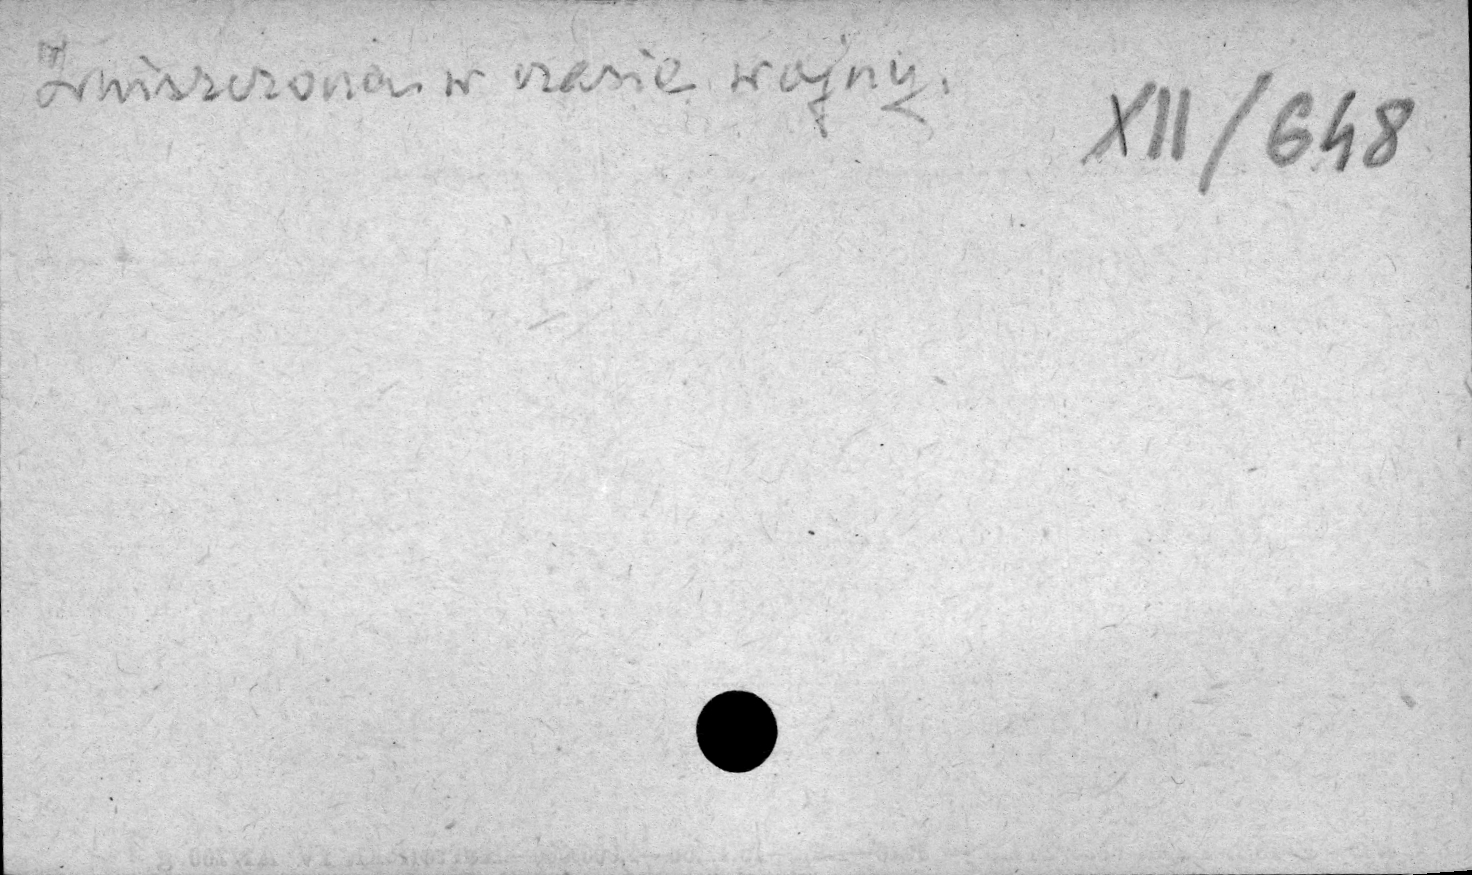 Zniszczona w czasie wojny.
XII/648